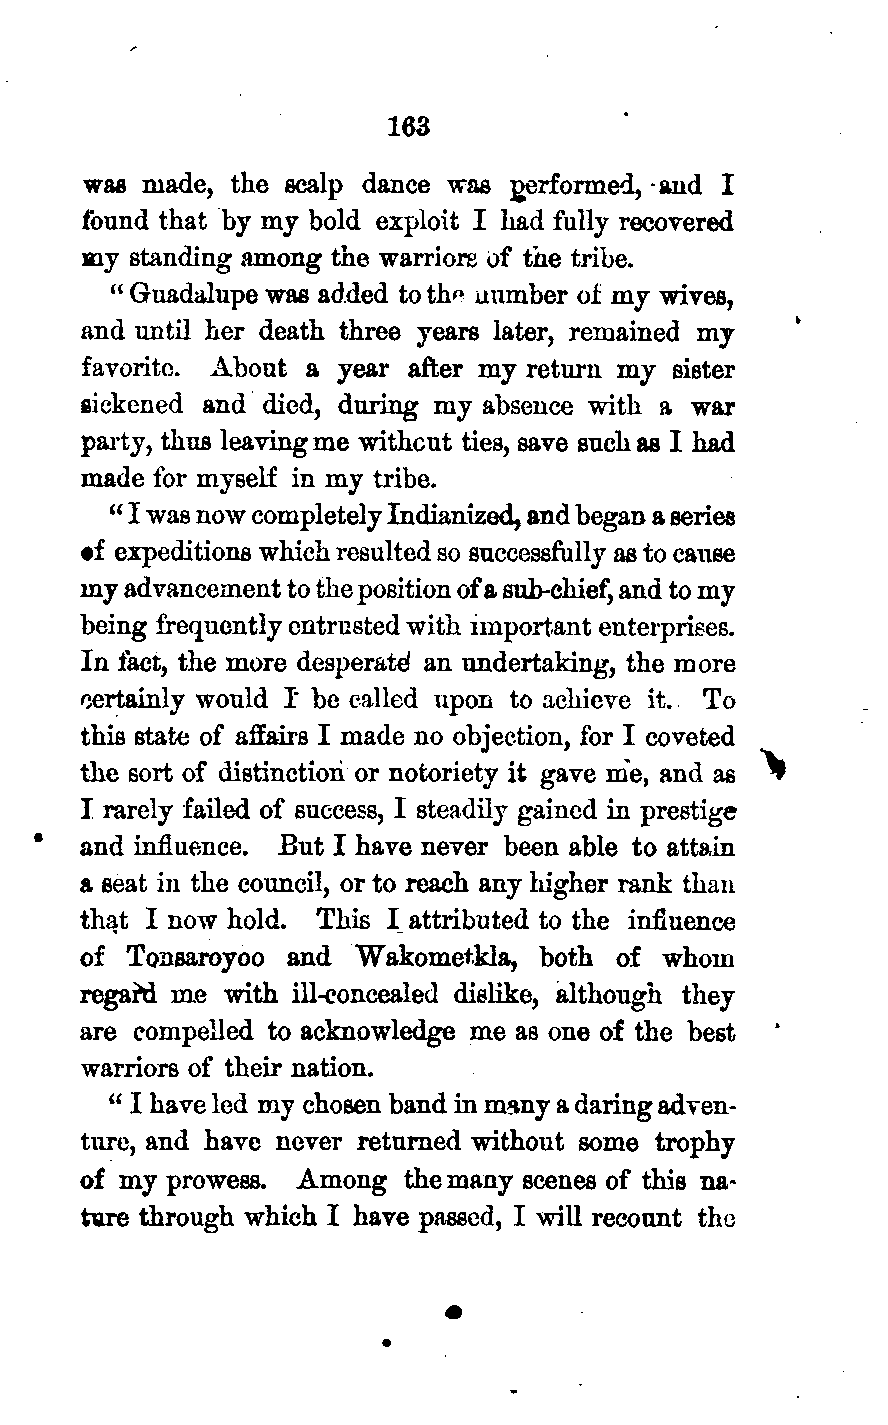 163
was made, the scalp dance was performed, and I
found that by my bold exploit I had fully recovered
my standing among the warriors of the tribe.
“ Guadalupe was added to the number of my wives,
and until her death three years later, remained my
favorite. About a year after my return my sister
sickened and died, during my absence with a war
party, thus leaving me without ties, save such as I had
made for myself in my tribe.
“ I was now completely Indianized, and began a series
of expeditions which resulted so successfully as to cause
my advancement to the position of a sub-chief, and to my
being frequently entrusted with important enterprises.
In fact, the more desperate an undertaking, the more
certainly would I be called upon to achieve it. To
this state of affairs I made no objection, for I coveted
the sort of distinction or notoriety it gave me, and as
I rarely failed of success, I steadily gained in prestige
and influence. But I have never been able to attain
a seat in the council, or to reach any higher rank than
that I now hold. This I attributed to the influence
of Tonsaroyoo and Wakometkla, both of whom
regard me with ill-concealed dislike, although they
are compelled to acknowledge me as one of the best
warriors of their nation.
“ I have led my chosen band in many a daring adven-
ture, and have never returned without some trophy
of my prowess. Among the many scenes of this na-
ture through which I have passed, I will recount the